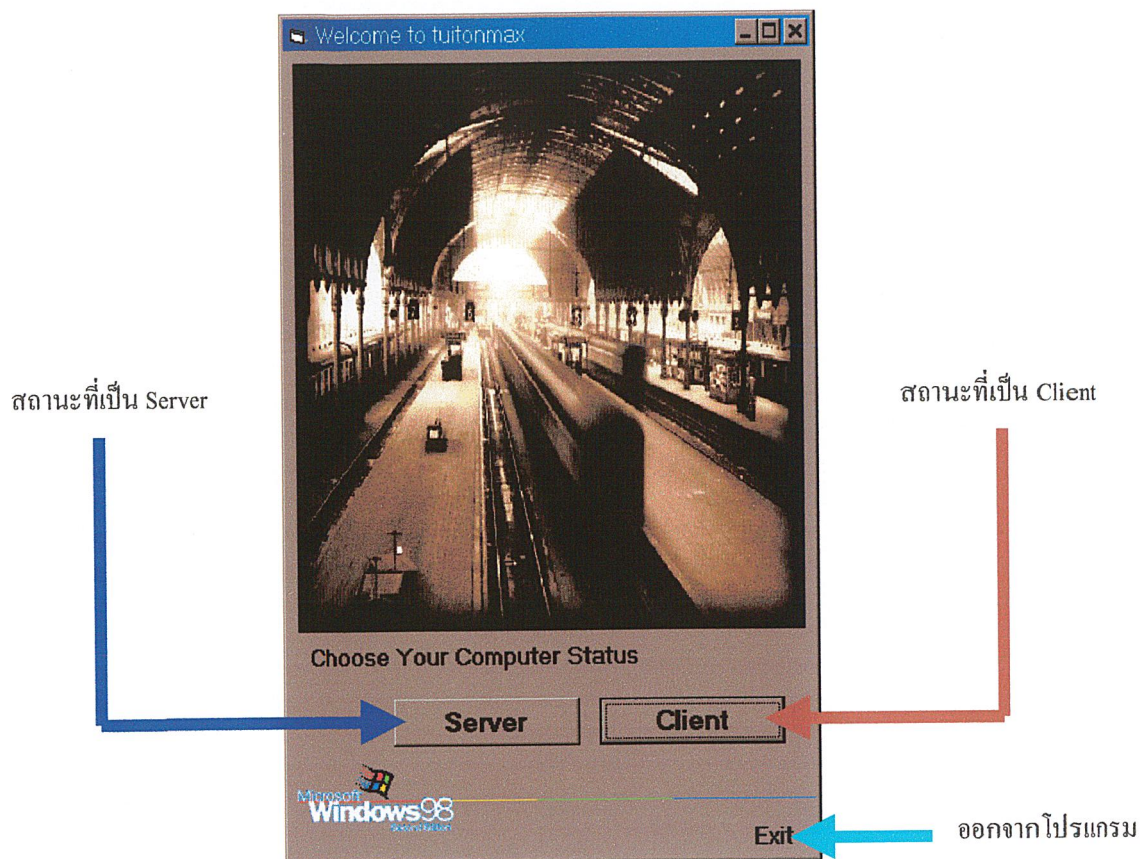 Welcome to tuitonmax
สถานะที่เป็น Server
สถานะที่เป็น Client
Choose Your Computer Status
Server
Client
Microsoft
Windows98
Second Edition
Exit
ออกจากโปรแกรม